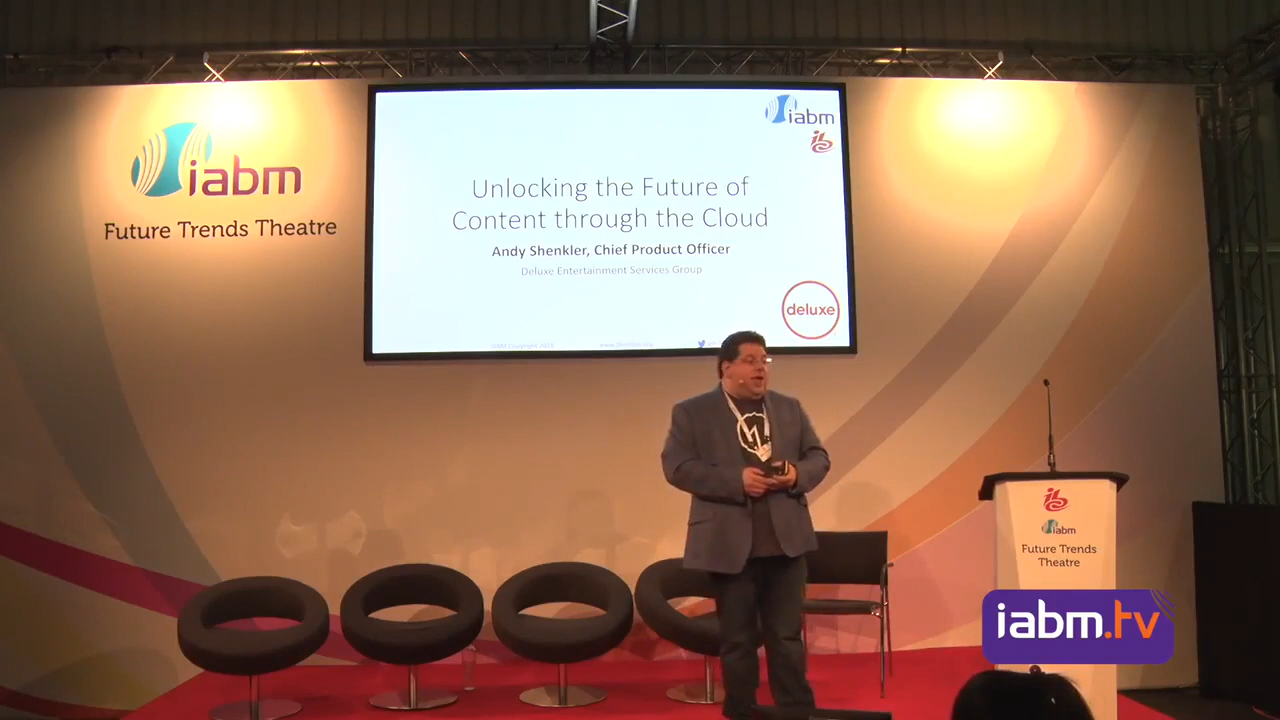 iabm
Future Trends Theatre
iabm
Unlocking the Future of
Content through the Cloud
Andy Shenkler, Chief Product Officer
Deluxe Entertainment Services Group
deluxe
iabm
Future Trends
Theatre
iabm.tv